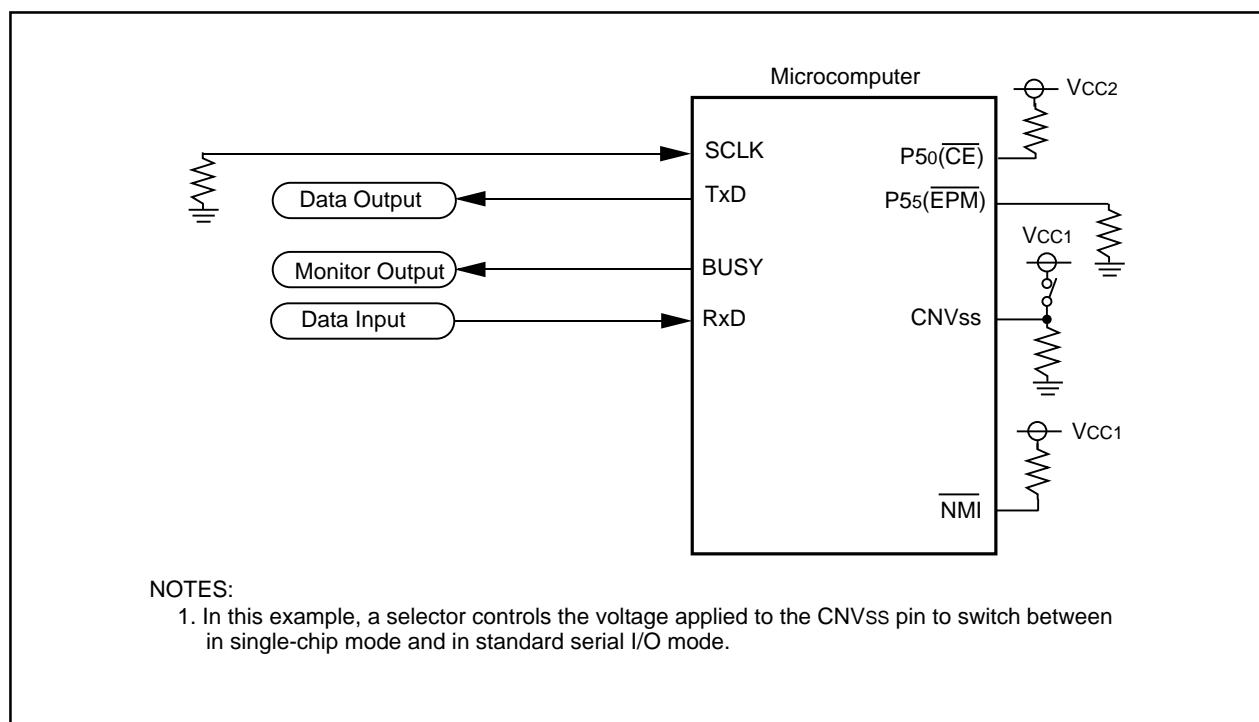 Microcomputer
VCC2
SCLK
P50(CE)
Data Output
TxD
P55(EPM)
VCC1
Monitor Output
BUSY
Data Input
RxD
CNVss
VCC1
NMI
NOTES:
1. In this example, a selector controls the voltage applied to the CNVSS pin to switch between
in single-chip mode and in standard serial I/O mode.